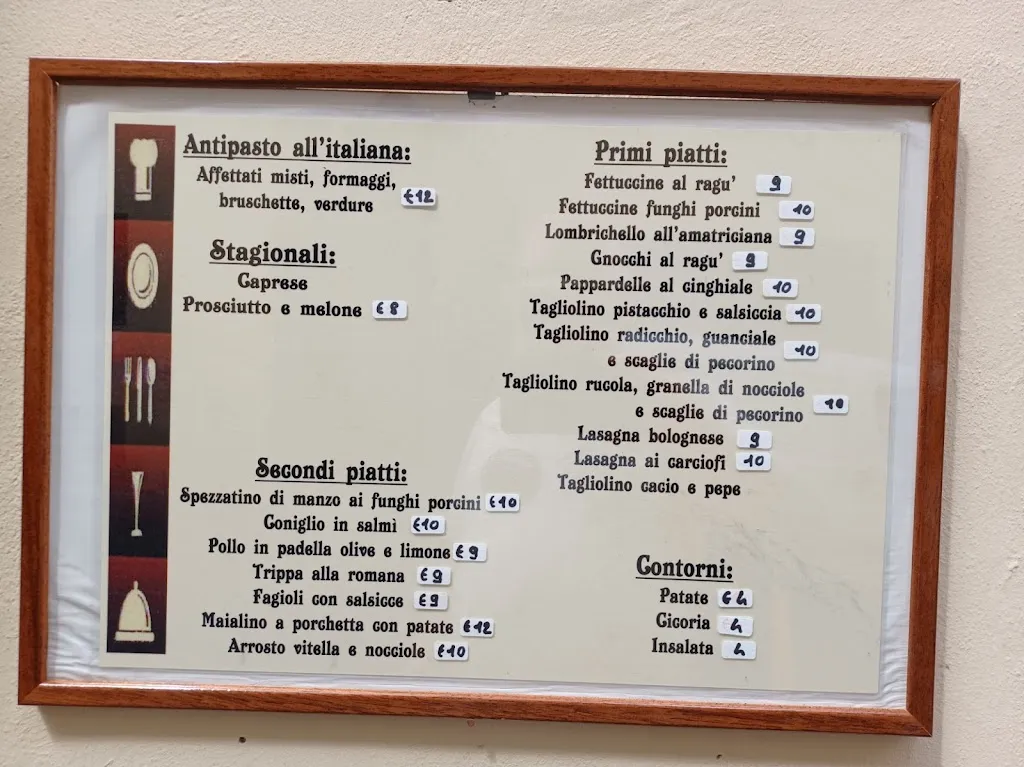 Antipasto all'italiana:
Affettati misti, formaggi,
bruschette, verdure €12
Stagionali:
Caprese
Prosciutto e melone €8
Secondi piatti:
Spezzatino di manzo ai funghi porcini €10
Coniglio in salmì €10
Pollo in padella olive e limone €9
Trippa alla romana €9
Fagioli con salsicce €9
Maialino a porchetta con patate €12
Arrosto vitella e nocciole €10
Primi piatti:
Fettuccine al ragu' 9
Fettuccine funghi porcini 10
Lombrichello all'amatriciana 9
Gnocchi al ragu' 9
Pappardelle al cinghiale 10
Tagliolino pistacchio e salsiccia 10
Tagliolino radicchio, guanciale
e scaglie di pecorino 10
Tagliolino rucola, granella di nocciole
e scaglie di pecorino 10
Lasagna bolognese 9
Lasagna ai carciofi 10
Tagliolino cacio e pepe
Contorni:
Patate €4
Cicoria 4
Insalata 4